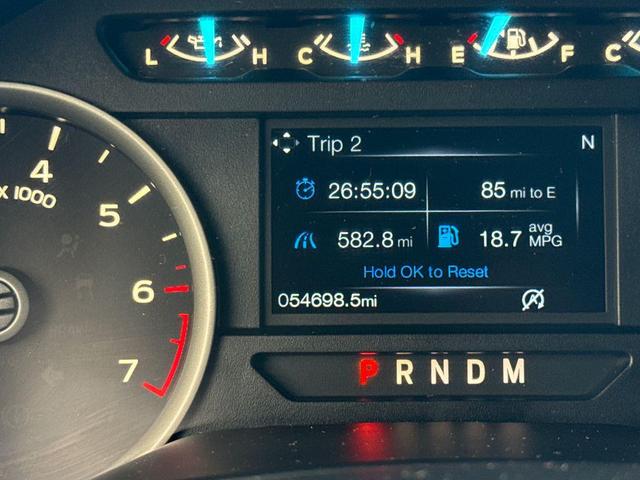 L H C H E F C
4
X 1000
5
6
7
Trip 2 N
26:55:09 85 mi to E
582.8 mi 18.7 avg MPG
Hold OK to Reset
054698.5mi
P R N D M